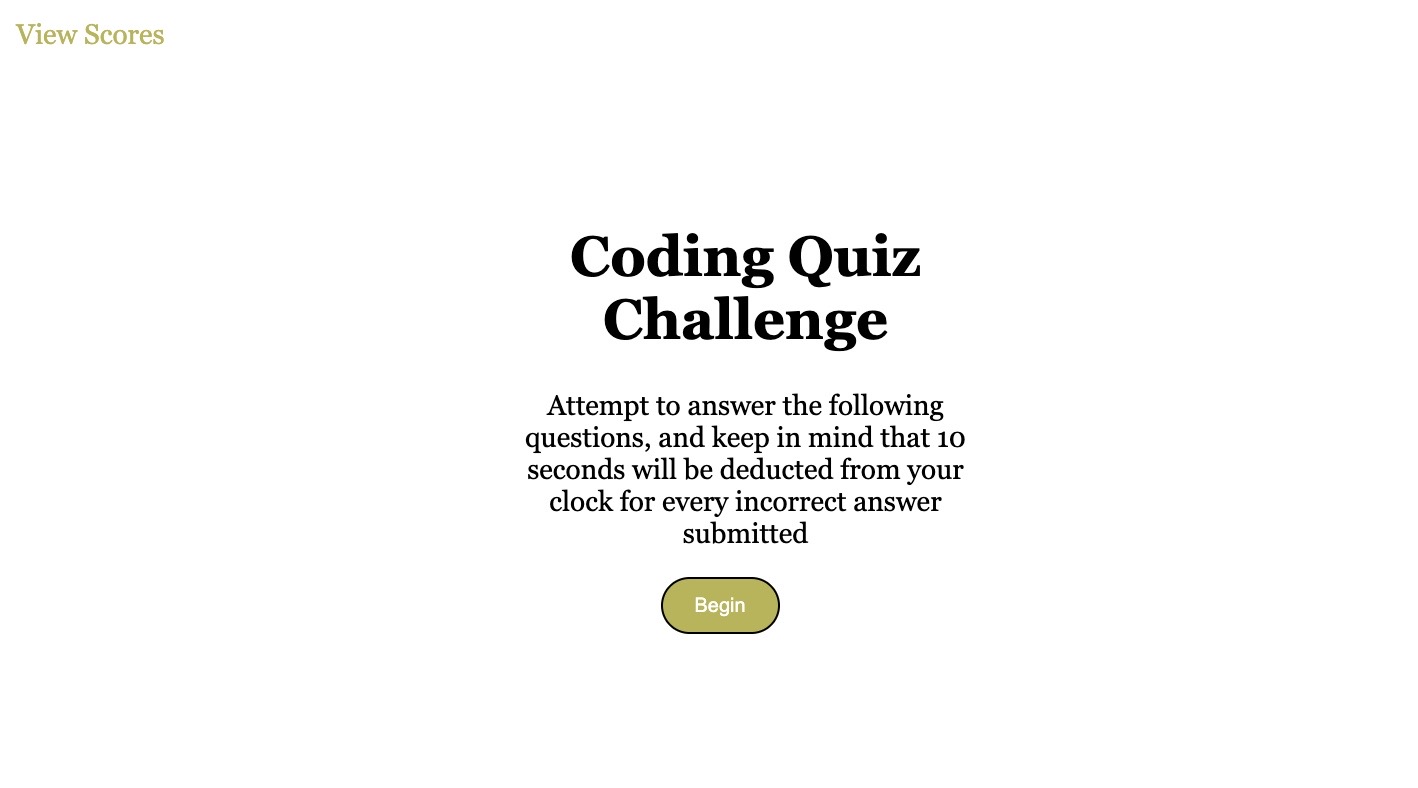 View Scores
Coding Quiz
Challenge
Attempt to answer the following
questions, and keep in mind that 10
seconds will be deducted from your
clock for every incorrect answer
submitted
Begin